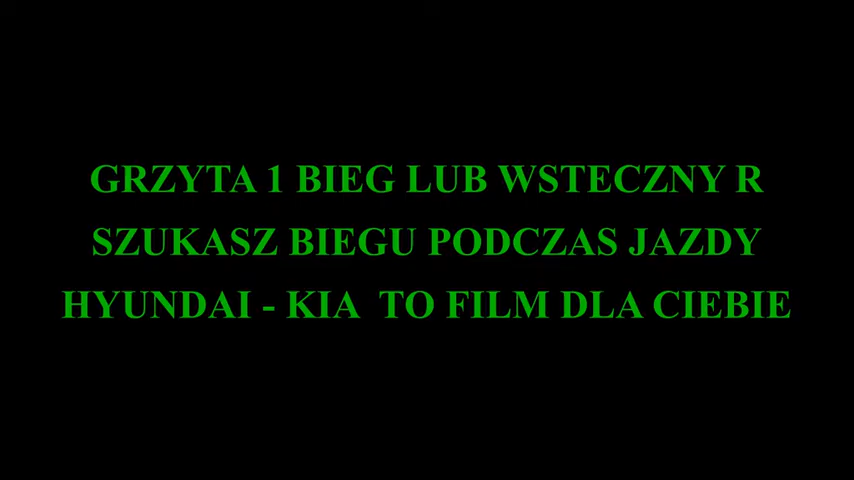 GRZYTA 1 BIEG LUB WSTECZNY R
SZUKASZ BIEGU PODCZAS JAZDY
HYUNDAI - KIA  TO FILM DLA CIEBIE